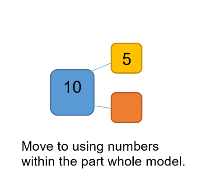 5
10
Move to using numbers
within the part whole model.